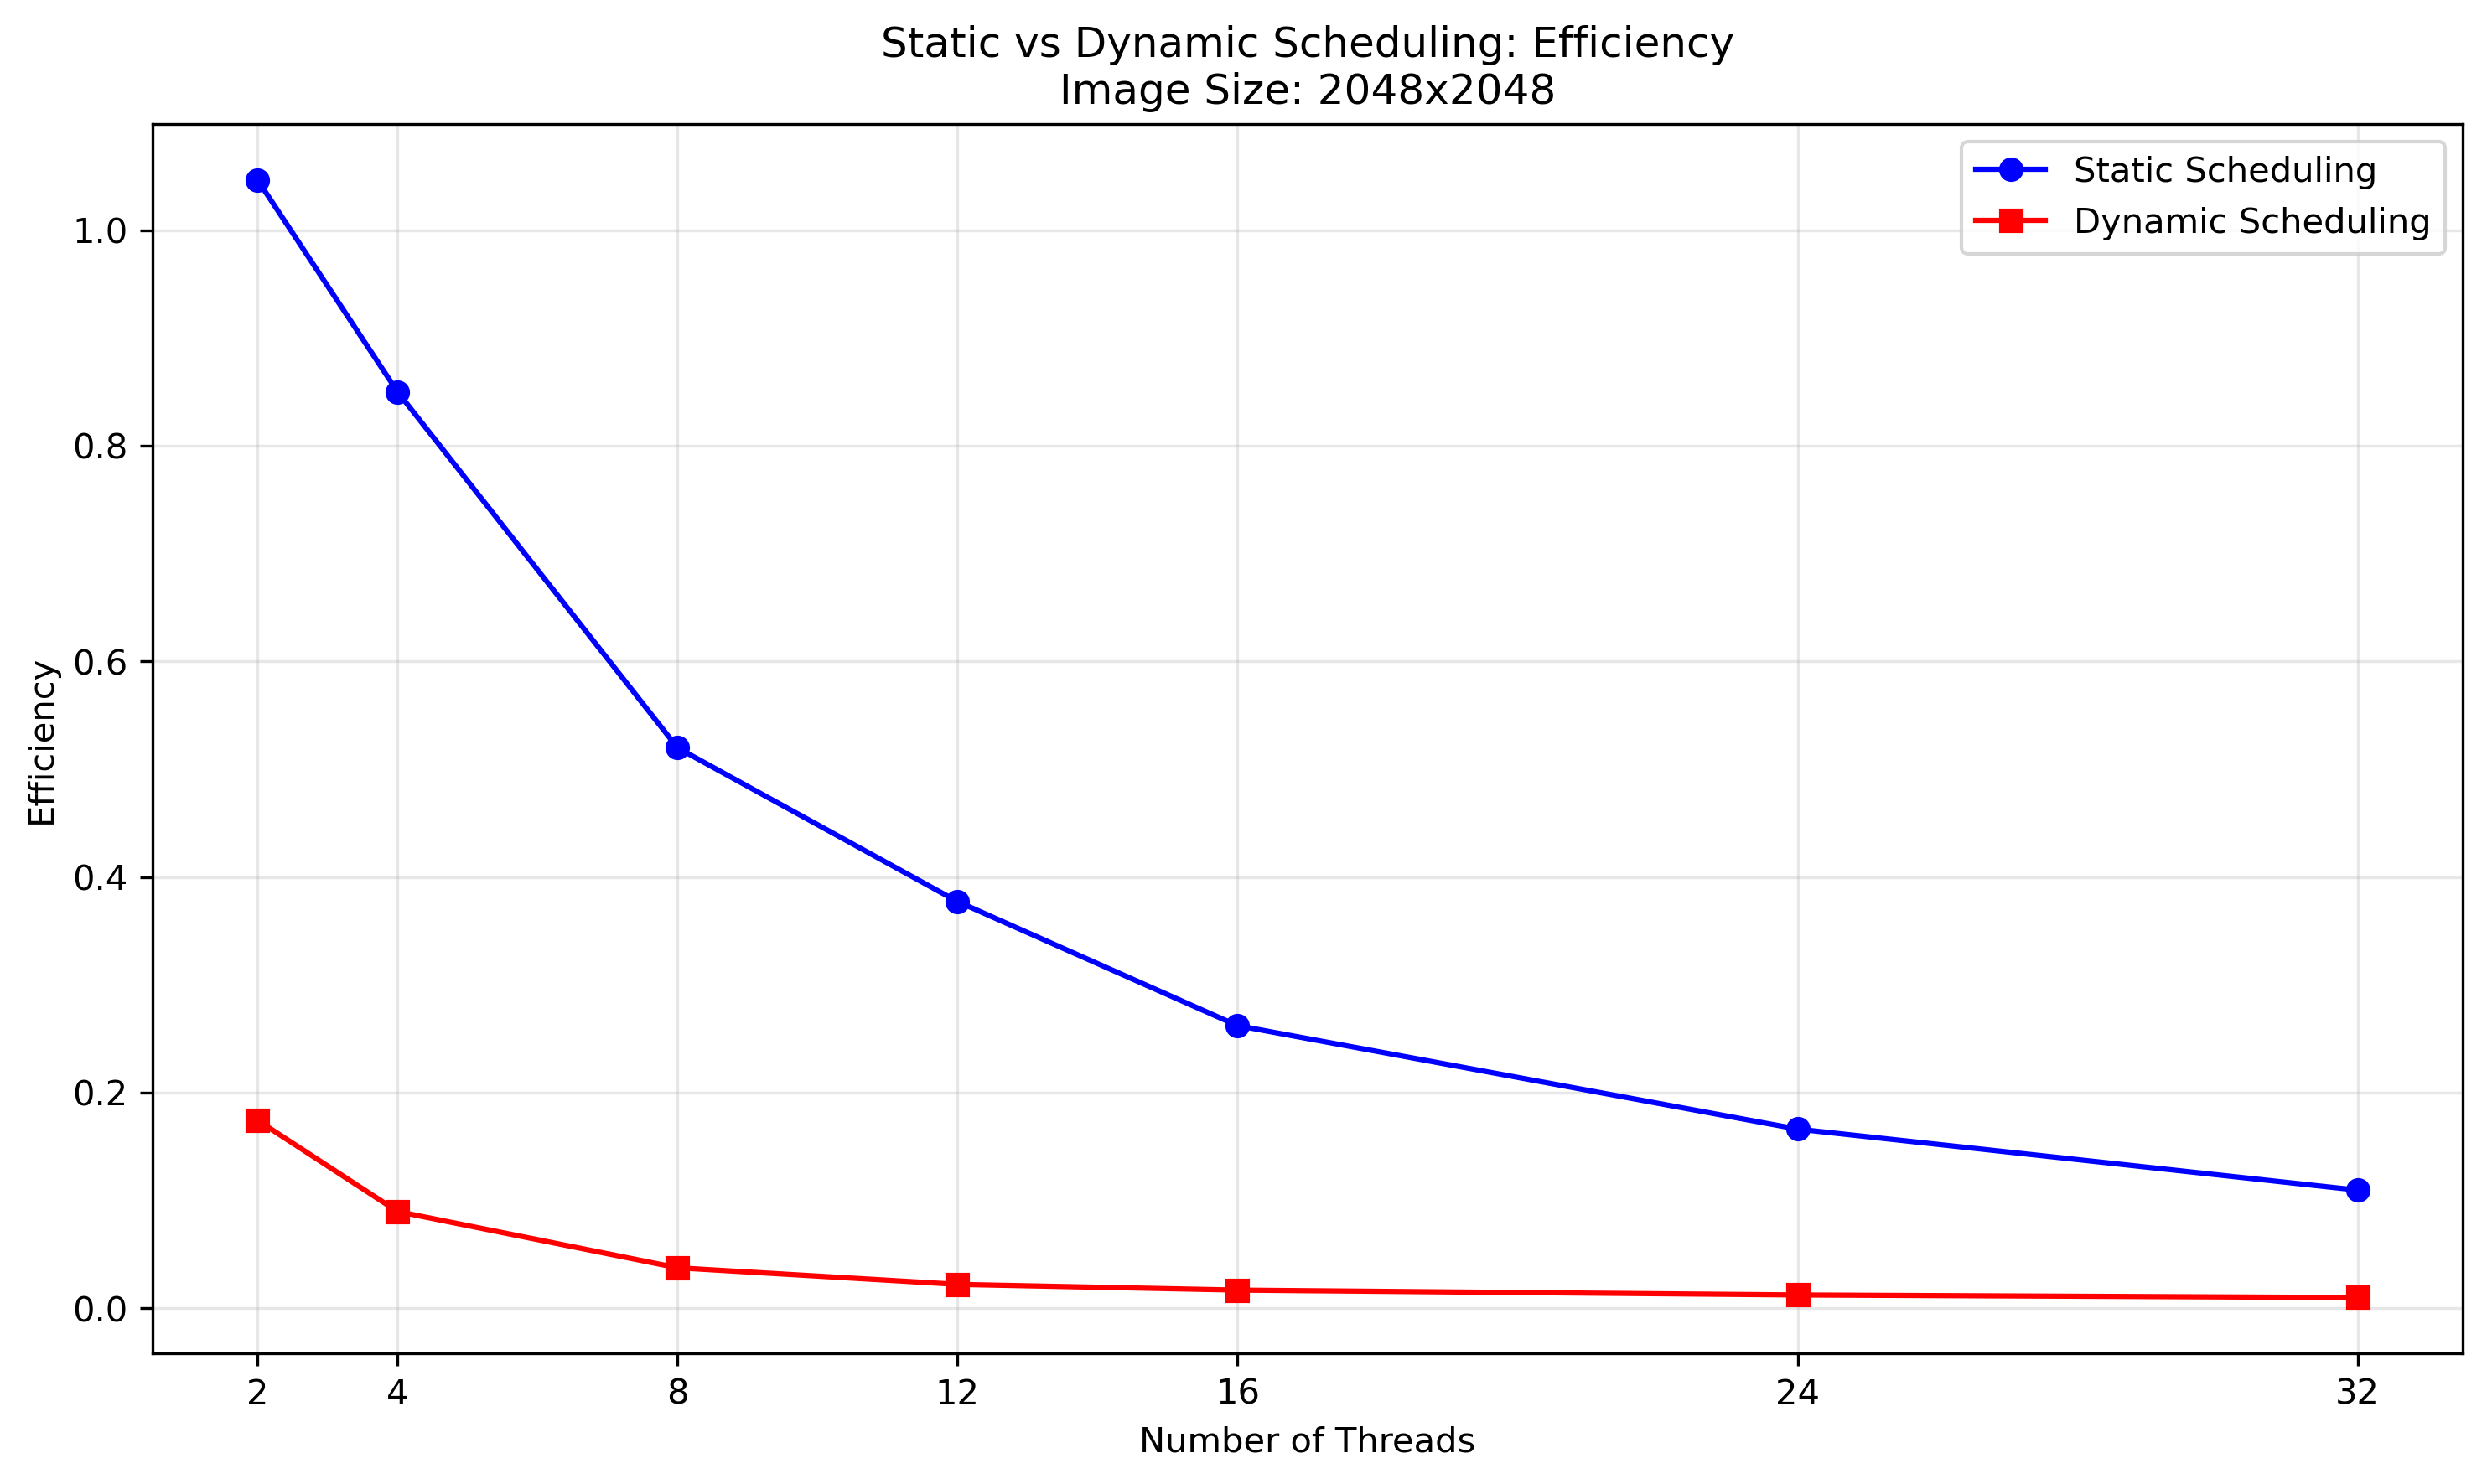 Static vs Dynamic Scheduling: Efficiency
Image Size: 2048x2048
Static Scheduling
Dynamic Scheduling
Efficiency
1.0
0.8
0.6
0.4
0.2
0.0
2 4 8 12 16 24 32
Number of Threads